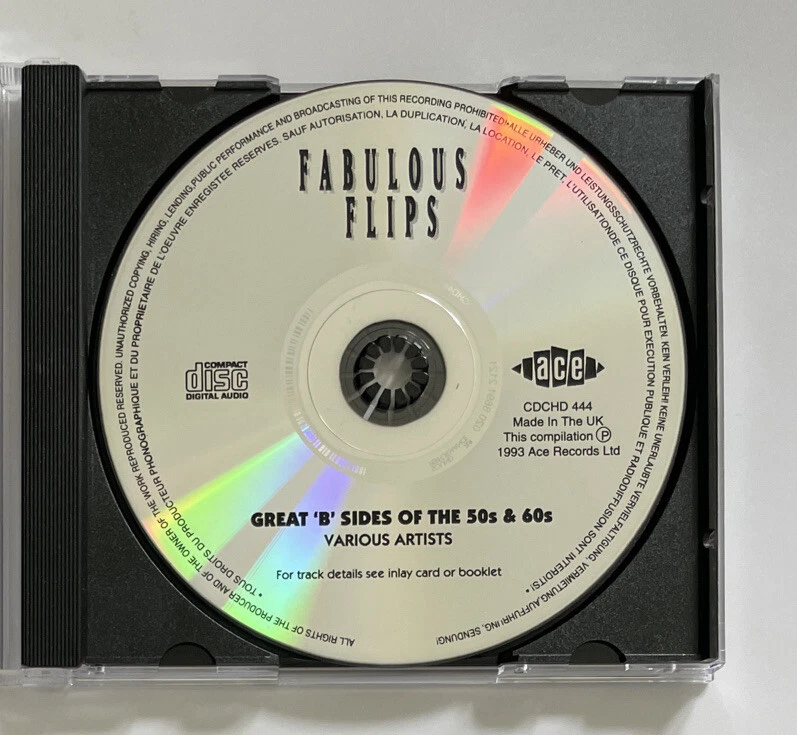 FABULOUS
FLIPS
COMPACT
disc
DIGITAL AUDIO
ace
CDCHD 444
Made In The UK
This compilation Ⓟ
1993 Ace Records Ltd
GREAT 'B' SIDES OF THE 50s & 60s
VARIOUS ARTISTS
For track details see inlay card or booklet
ALL RIGHTS OF THE PRODUCER AND OF THE OWNER OF THE WORK REPRODUCED RESERVED. UNAUTHORIZED COPYING, HIRING, LENDING, PUBLIC PERFORMANCE AND BROADCASTING OF THIS RECORDING PROHIBITED!•ALLE URHEBER UND LEISTUNGSSCHUTZRECHTE VORBEHALTEN. KEIN VERLEIH! KEINE UNERLAUBTE VERVIELFÄLTIGUNG, VERMIETUNG,AUFFUHRUNG, SENDUNG!
• TOUS DROITS DU PRODUCTEUR PHONOGRAPHIQUE ET DU PROPRIETAIRE DE L'OEUVRE ENREGISTREE RESERVES. SAUF AUTORISATION, LA DUPLICATION, LA LOCATION, LE PRET, L'UTILISATIONDE CE DISQUE POUR EXECUTION PUBLIQUE ET RADIODIFFUSION SONT INTERDITS! •